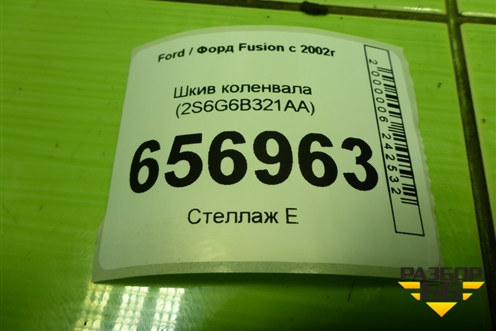 Ford / Форд Fusion с 2002г
Шкив коленвала
(2S6G6B321AA)
656963
Стеллаж Е
2000006242532
РАЗБОР